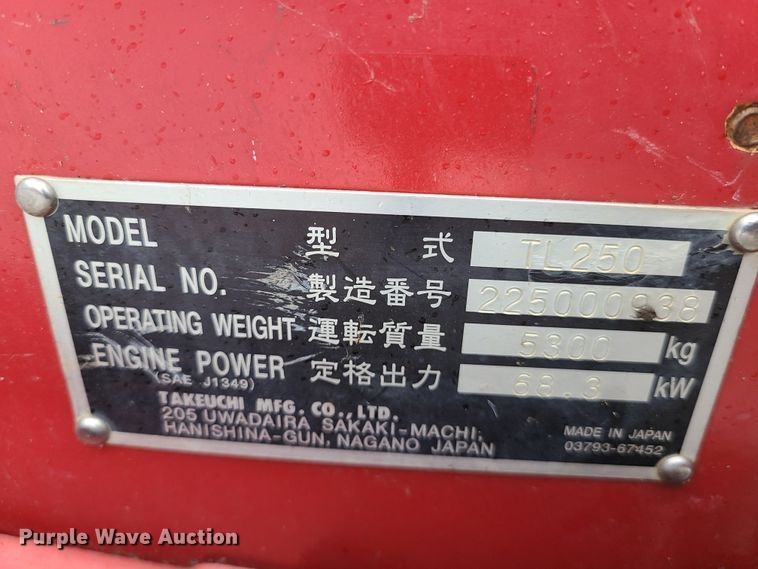 MODEL 型式 TL250
SERIAL NO. 製造番号 225000938
OPERATING WEIGHT 運転質量 5300 kg
ENGINE POWER 定格出力 68.3 kW
(SAE J1349)
TAKEUCHI MFG. CO., LTD.
205 UWADAIRA SAKAKI-MACHI,
HANISHINA-GUN, NAGANO JAPAN
MADE IN JAPAN
03793-67452
Purple Wave Auction